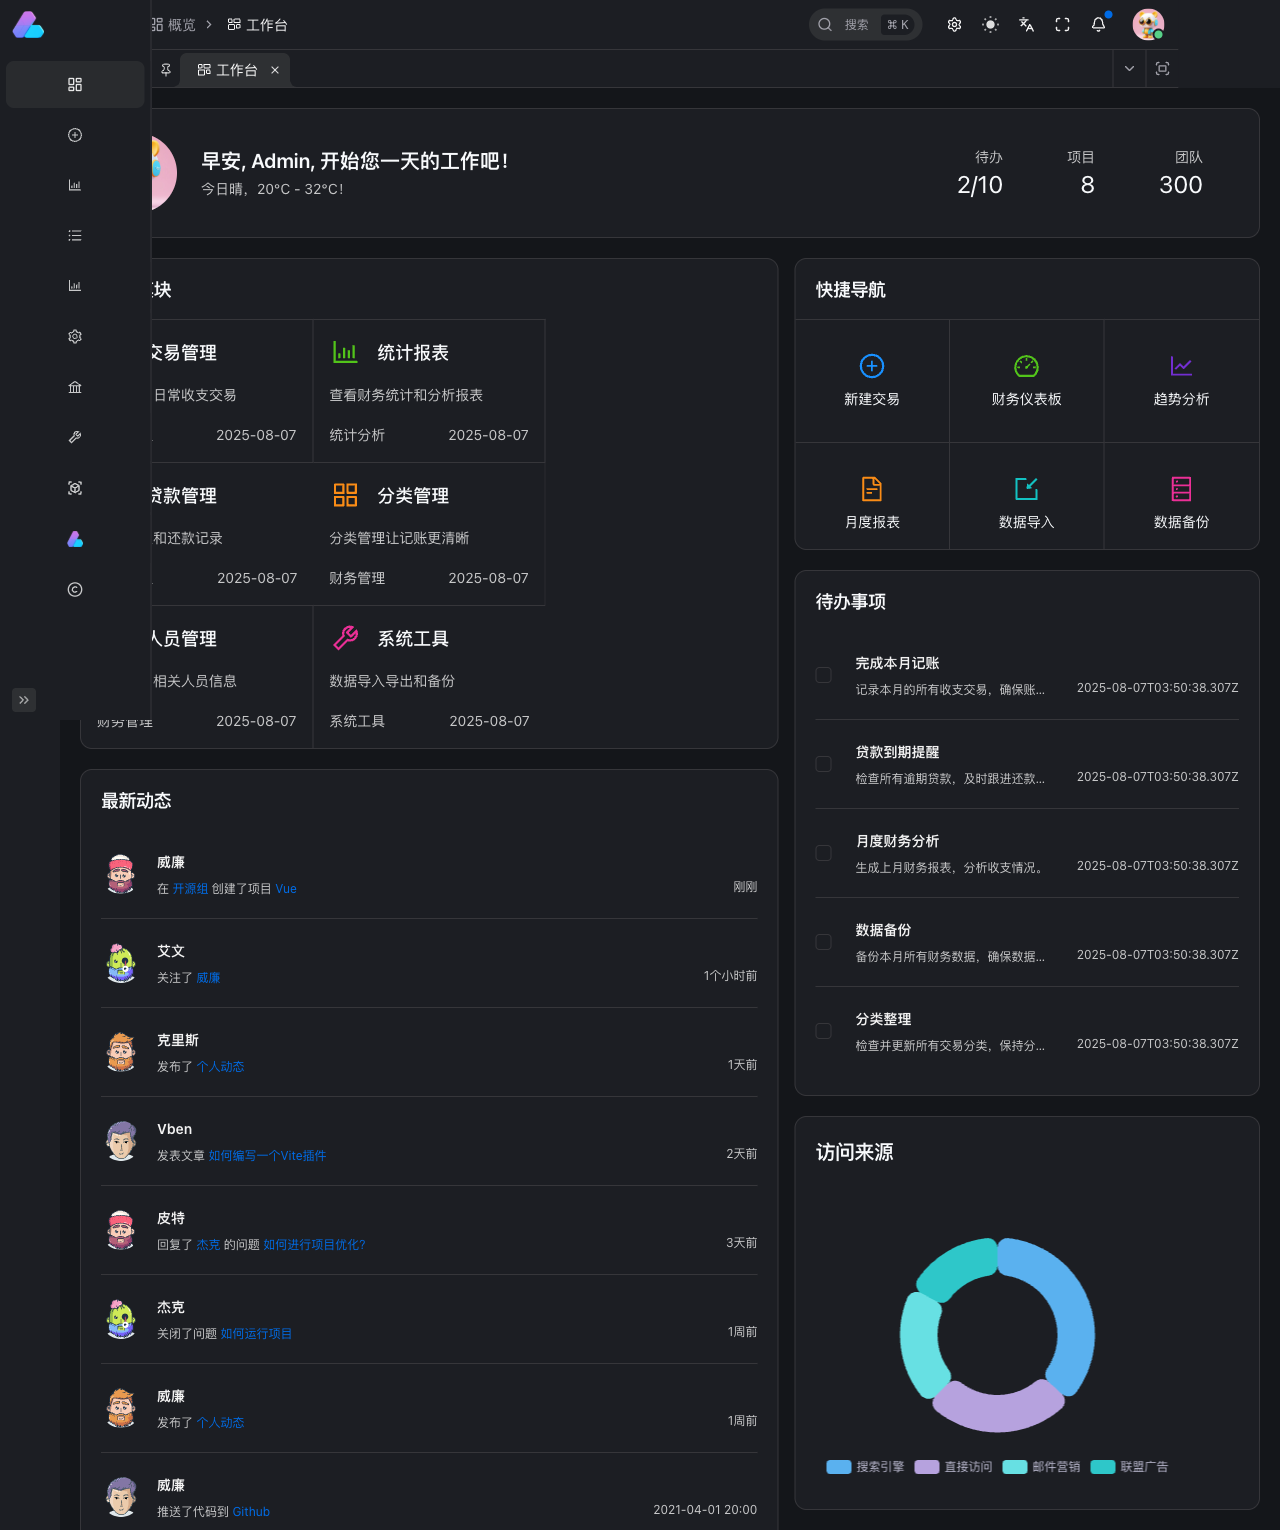 概览
工作台
搜索
⌘ K
工作台
早安, Admin, 开始您一天的工作吧！
今日晴，20℃ - 32℃！
待办
2/10
项目
8
团队
300
块
交易管理
日常收支交易
2025-08-07
统计报表
查看财务统计和分析报表
统计分析
2025-08-07
贷款管理
和还款记录
2025-08-07
分类管理
分类管理让记账更清晰
财务管理
2025-08-07
人员管理
相关人员信息
财务管理
2025-08-07
系统工具
数据导入导出和备份
系统工具
2025-08-07
快捷导航
新建交易
财务仪表板
趋势分析
月度报表
数据导入
数据备份
待办事项
完成本月记账
记录本月的所有收支交易，确保账...
2025-08-07T03:50:38.307Z
贷款到期提醒
检查所有逾期贷款，及时跟进还款...
2025-08-07T03:50:38.307Z
月度财务分析
生成上月财务报表，分析收支情况。
2025-08-07T03:50:38.307Z
数据备份
备份本月所有财务数据，确保数据...
2025-08-07T03:50:38.307Z
分类整理
检查并更新所有交易分类，保持分...
2025-08-07T03:50:38.307Z
最新动态
威廉
在 开源组 创建了项目 Vue
刚刚
艾文
关注了 威廉
1个小时前
克里斯
发布了 个人动态
1天前
Vben
发表文章 如何编写一个Vite插件
2天前
皮特
回复了 杰克 的问题 如何进行项目优化？
3天前
杰克
关闭了问题 如何运行项目
1周前
威廉
发布了 个人动态
1周前
威廉
推送了代码到 Github
2021-04-01 20:00
访问来源
搜索引擎
直接访问
邮件营销
联盟广告